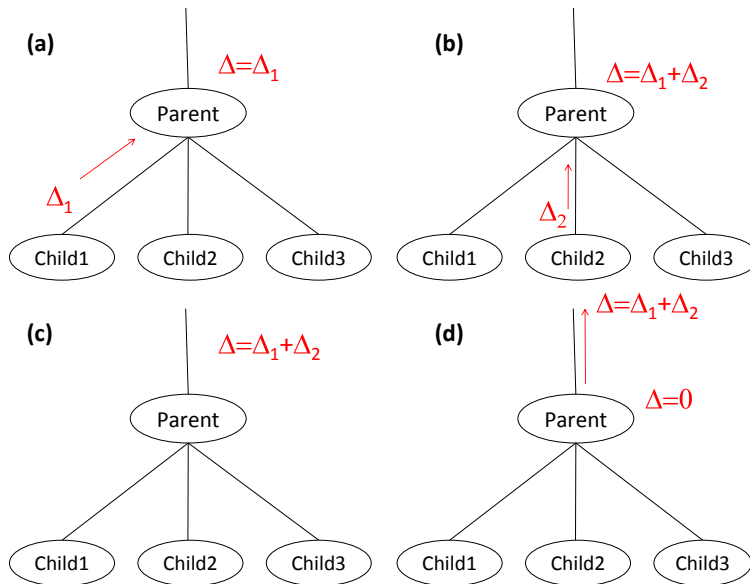 (a)
Δ=Δ₁
Parent
Δ₁
Child1 Child2 Child3
(b)
Δ=Δ₁+Δ₂
Parent
Δ₂
Child1 Child2 Child3
(c)
Δ=Δ₁+Δ₂
Parent
Child1 Child2 Child3
(d)
Δ=Δ₁+Δ₂
Δ=0
Parent
Child1 Child2 Child3